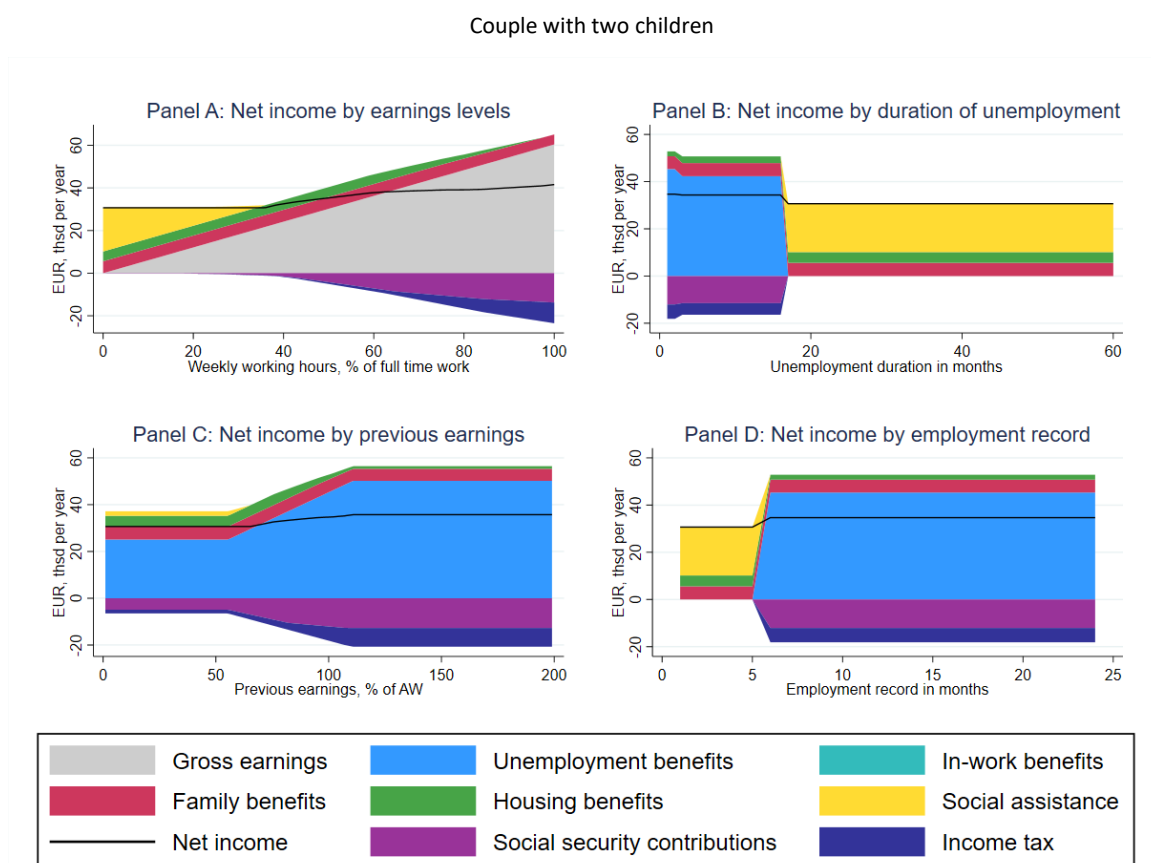 Couple with two children
Panel A: Net income by earnings levels
EUR, thsd per year
60
40
20
0
-20
0 20 40 60 80 100
Weekly working hours, % of full time work
Panel B: Net income by duration of unemployment
EUR, thsd per year
60
40
20
0
-20
0 20 40 60
Unemployment duration in months
Panel C: Net income by previous earnings
EUR, thsd per year
60
40
20
0
-20
0 50 100 150 200
Previous earnings, % of AW
Panel D: Net income by employment record
EUR, thsd per year
60
40
20
0
-20
0 5 10 15 20 25
Employment record in months
Gross earnings Unemployment benefits In-work benefits
Family benefits Housing benefits Social assistance
Net income Social security contributions Income tax